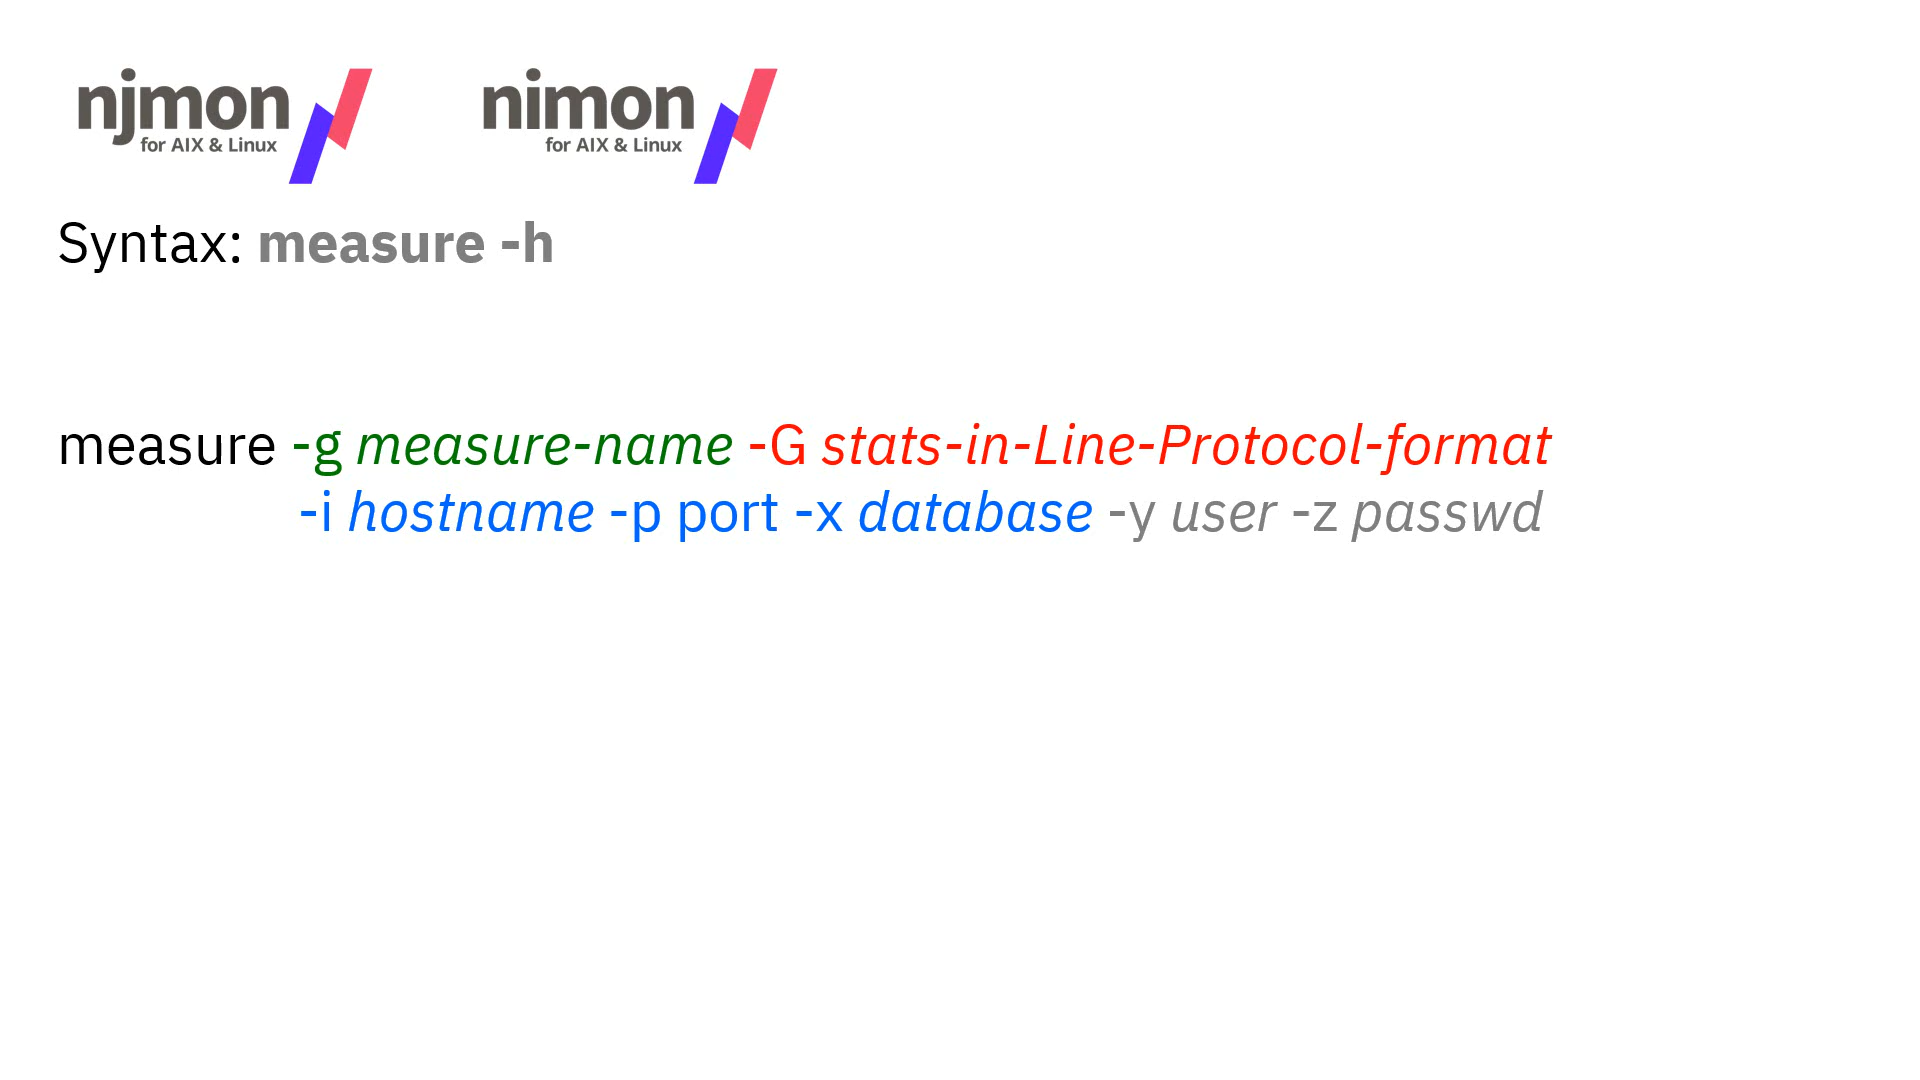 njmon
for AIX & Linux
nimon
for AIX & Linux
Syntax: measure -h
measure -g measure-name -G stats-in-Line-Protocol-format
-i hostname -p port -x database -y user -z passwd